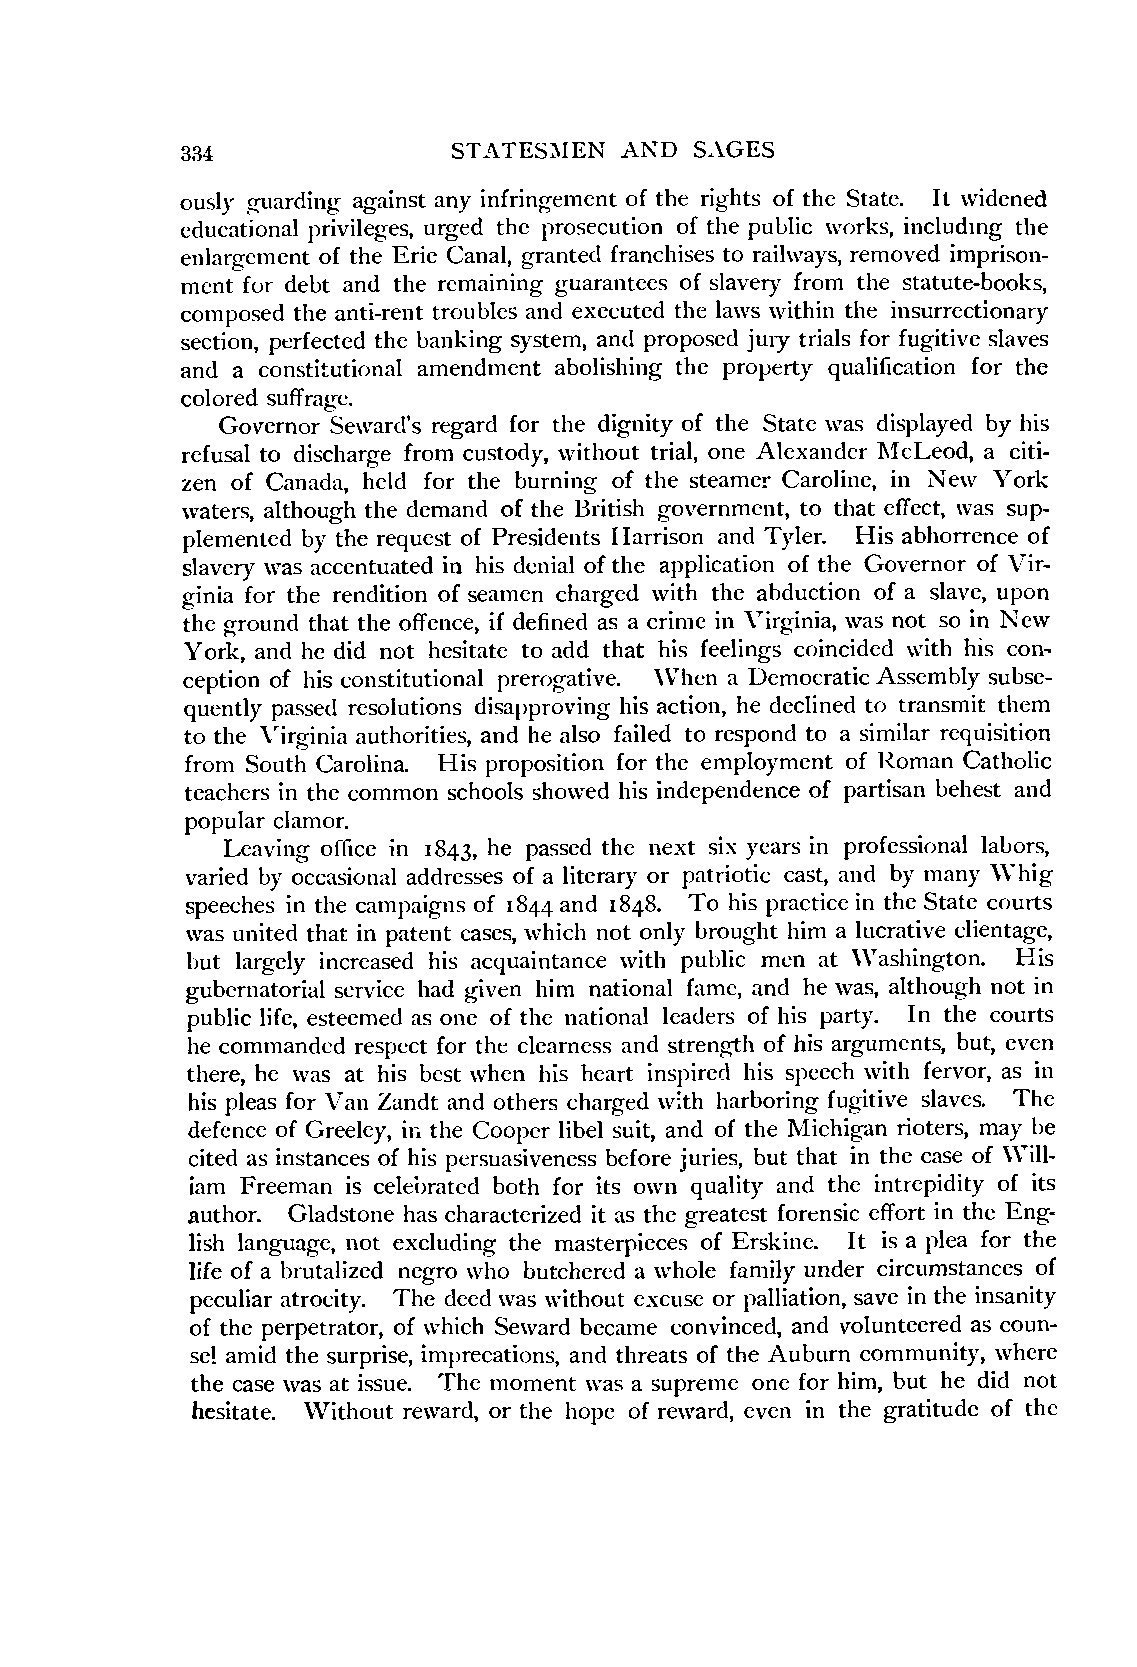 334 STATESMEN AND SAGES
ously guarding against any infringement of the rights of the State. It widened
educational privileges, urged the prosecution of the public works, including the
enlargement of the Erie Canal, granted franchises to railways, removed imprison-
ment for debt and the remaining guarantees of slavery from the statute-books,
composed the anti-rent troubles and executed the laws within the insurrectionary
section, perfected the banking system, and proposed jury trials for fugitive slaves
and a constitutional amendment abolishing the property qualification for the
colored suffrage.
Governor Seward's regard for the dignity of the State was displayed by his
refusal to discharge from custody, without trial, one Alexander McLeod, a citi-
zen of Canada, held for the burning of the steamer Caroline, in New York
waters, although the demand of the British government, to that effect, was sup-
plemented by the request of Presidents Harrison and Tyler. His abhorrence of
slavery was accentuated in his denial of the application of the Governor of Vir-
ginia for the rendition of seamen charged with the abduction of a slave, upon
the ground that the offence, if defined as a crime in Virginia, was not so in New
York, and he did not hesitate to add that his feelings coincided with his con-
ception of his constitutional prerogative. When a Democratic Assembly subse-
quently passed resolutions disapproving his action, he declined to transmit them
to the Virginia authorities, and he also failed to respond to a similar requisition
from South Carolina. His proposition for the employment of Roman Catholic
teachers in the common schools showed his independence of partisan behest and
popular clamor.
Leaving office in 1843, he passed the next six years in professional labors,
varied by occasional addresses of a literary or patriotic cast, and by many Whig
speeches in the campaigns of 1844 and 1848. To his practice in the State courts
was united that in patent cases, which not only brought him a lucrative clientage,
but largely increased his acquaintance with public men at Washington. His
gubernatorial service had given him national fame, and he was, although not in
public life, esteemed as one of the national leaders of his party. In the courts
he commanded respect for the clearness and strength of his arguments, but, even
there, he was at his best when his heart inspired his speech with fervor, as in
his pleas for Van Zandt and others charged with harboring fugitive slaves. The
defence of Greeley, in the Cooper libel suit, and of the Michigan rioters, may be
cited as instances of his persuasiveness before juries, but that in the case of Will-
iam Freeman is celebrated both for its own quality and the intrepidity of its
author. Gladstone has characterized it as the greatest forensic effort in the Eng-
lish language, not excluding the masterpieces of Erskine. It is a plea for the
life of a brutalized negro who butchered a whole family under circumstances of
peculiar atrocity. The deed was without excuse or palliation, save in the insanity
of the perpetrator, of which Seward became convinced, and volunteered as coun-
sel amid the surprise, imprecations, and threats of the Auburn community, where
the case was at issue. The moment was a supreme one for him, but he did not
hesitate. Without reward, or the hope of reward, even in the gratitude of the